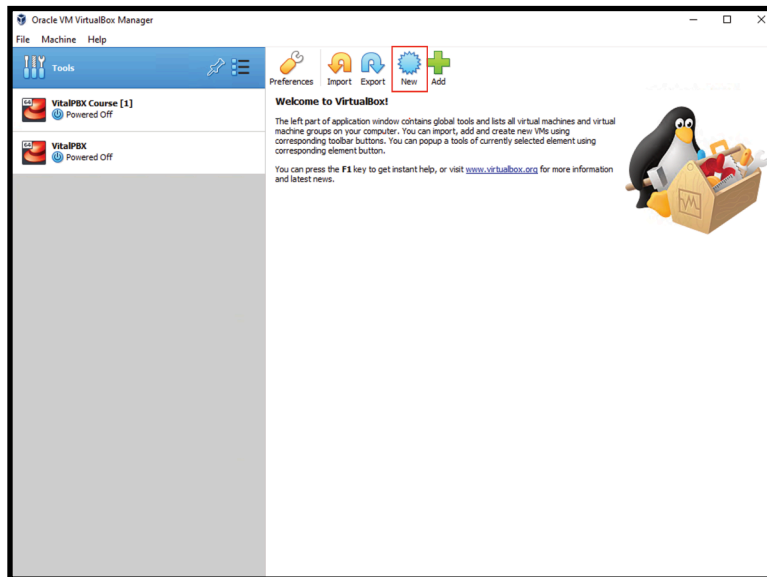 Oracle VM VirtualBox Manager
File Machine Help
Tools
Preferences Import Export New Add
64 VitalPBX Course [1]
Powered Off
64 VitalPBX
Powered Off
Welcome to VirtualBox!
The left part of application window contains global tools and lists all virtual machines and virtual
machine groups on your computer. You can import, add and create new VMs using
corresponding toolbar buttons. You can popup a tools of currently selected element using
corresponding element button.
You can press the F1 key to get instant help, or visit www.virtualbox.org for more information
and latest news.